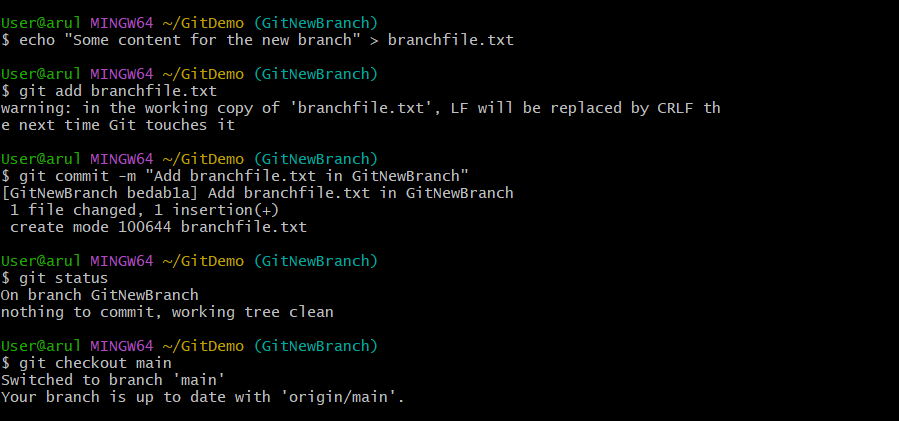 User@arul MINGW64 ~/GitDemo (GitNewBranch)
$ echo "Some content for the new branch" > branchfile.txt
User@arul MINGW64 ~/GitDemo (GitNewBranch)
$ git add branchfile.txt
warning: in the working copy of 'branchfile.txt', LF will be replaced by CRLF th
e next time Git touches it
User@arul MINGW64 ~/GitDemo (GitNewBranch)
$ git commit -m "Add branchfile.txt in GitNewBranch"
[GitNewBranch bedab1a] Add branchfile.txt in GitNewBranch
 1 file changed, 1 insertion(+)
 create mode 100644 branchfile.txt
User@arul MINGW64 ~/GitDemo (GitNewBranch)
$ git status
On branch GitNewBranch
nothing to commit, working tree clean
User@arul MINGW64 ~/GitDemo (GitNewBranch)
$ git checkout main
Switched to branch 'main'
Your branch is up to date with 'origin/main'.